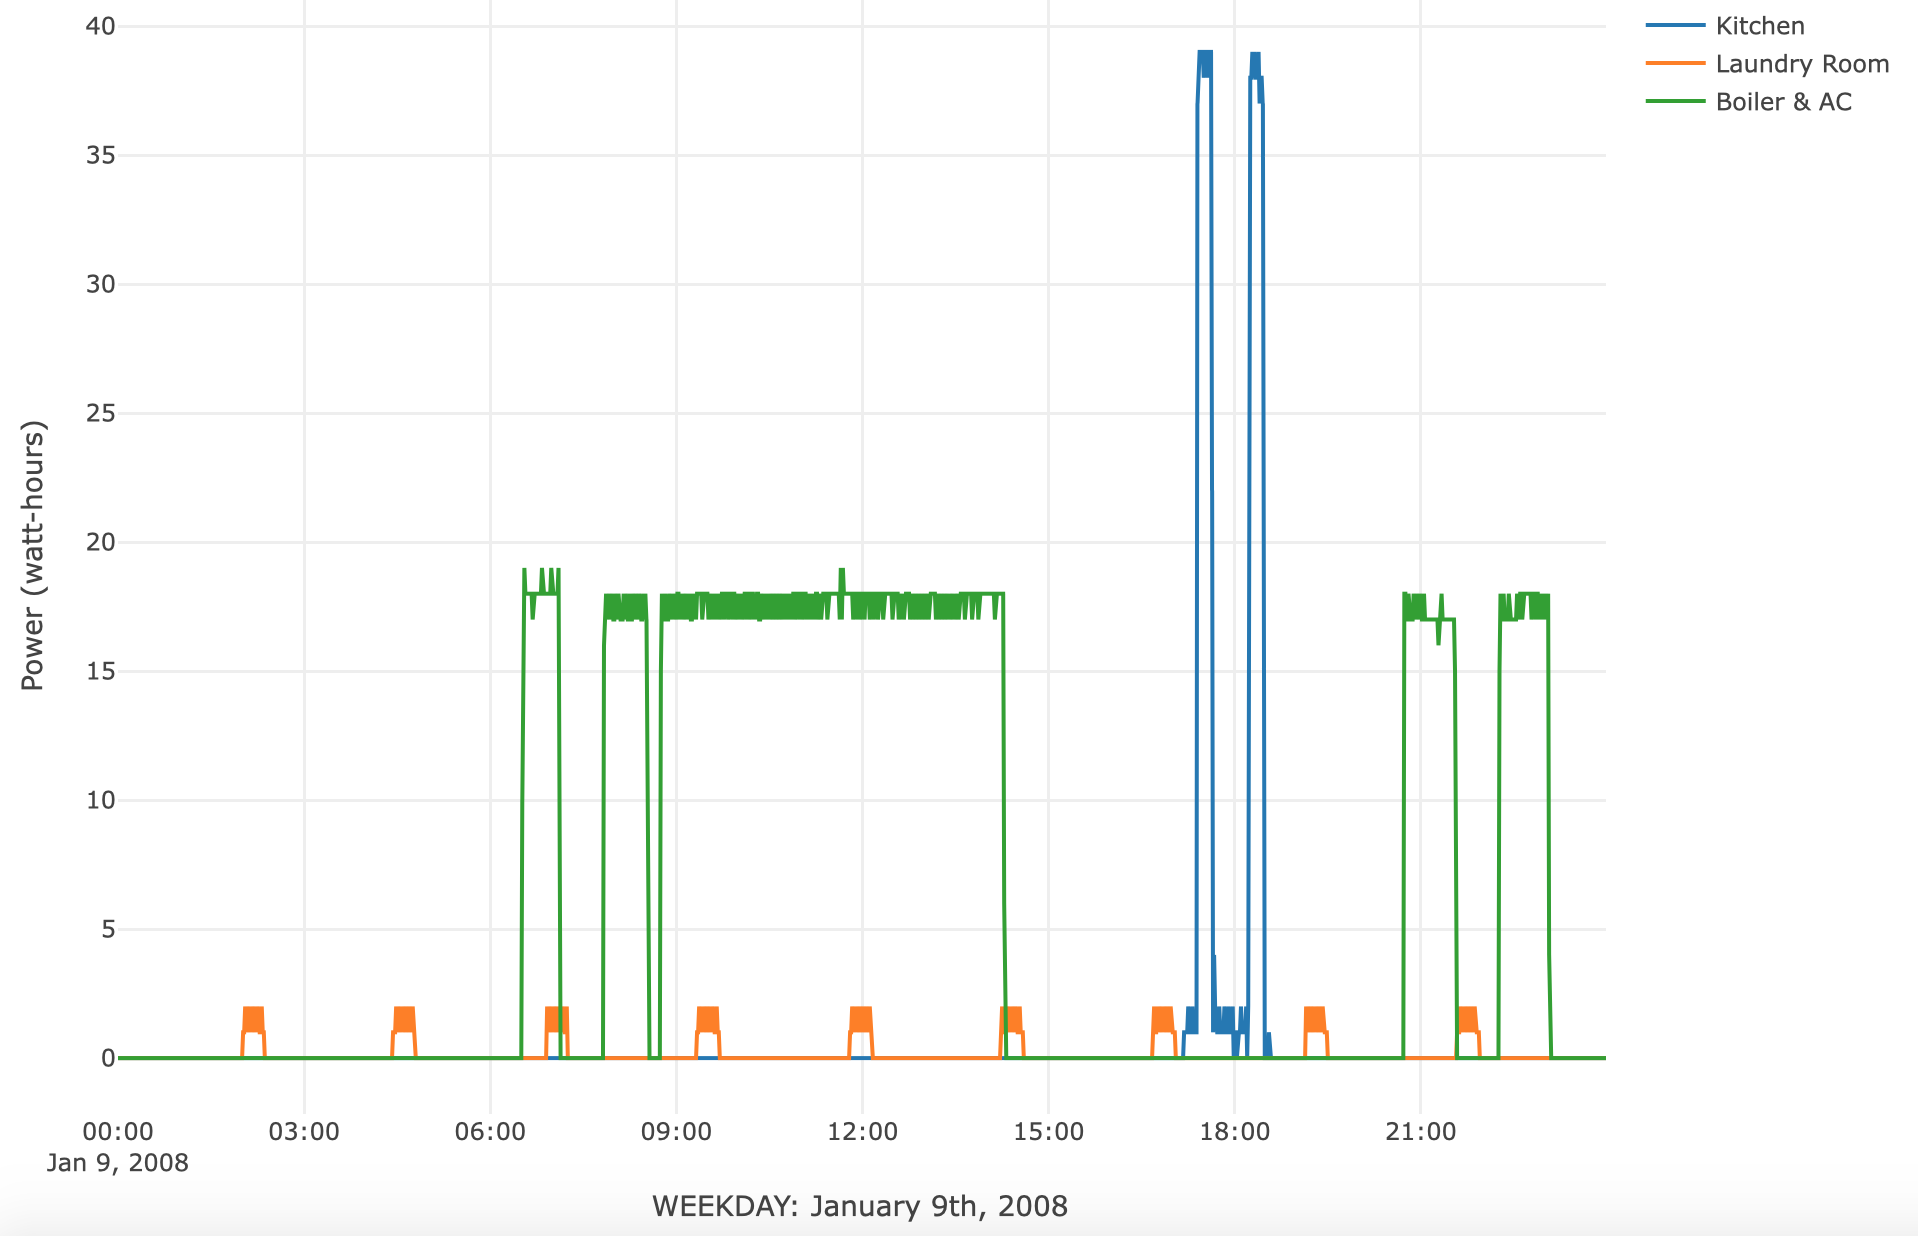 Kitchen
Laundry Room
Boiler & AC
40
35
30
25
20
15
10
5
0
Power (watt-hours)
00:00 03:00 06:00 09:00 12:00 15:00 18:00 21:00
Jan 9, 2008
WEEKDAY: January 9th, 2008